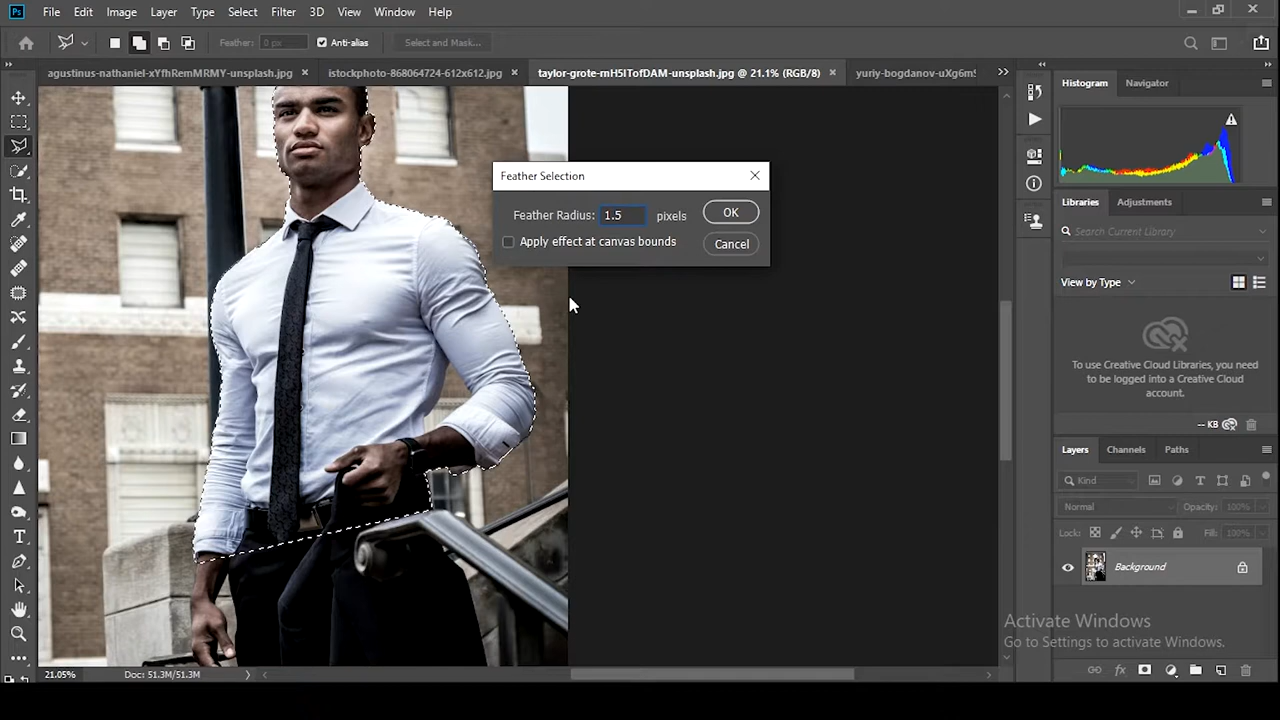 Ps File Edit Image Layer Type Select Filter 3D View Window Help
Feather: 0 px Anti-alias Select and Mask...
agustinus-nathaniel-xYfhRemMRMY-unsplash.jpg × istockphoto-868064724-612x612.jpg × taylor-grote-rnH5lTofDAM-unsplash.jpg @ 21.1% (RGB/8) × yuriy-bogdanov-uXg6m5
Histogram Navigator
Feather Selection
Feather Radius: 1.5 pixels OK
Apply effect at canvas bounds Cancel
Libraries Adjustments
Search Current Library
View by Type
To use Creative Cloud Libraries, you
need to be logged into a Creative Cloud
account.
-- KB
Layers Channels Paths
Kind
Normal Opacity: 100%
Lock: Fill: 100%
Background
Activate Windows
Go to Settings to activate Windows.
21.05% Doc: 51.3M/51.3M